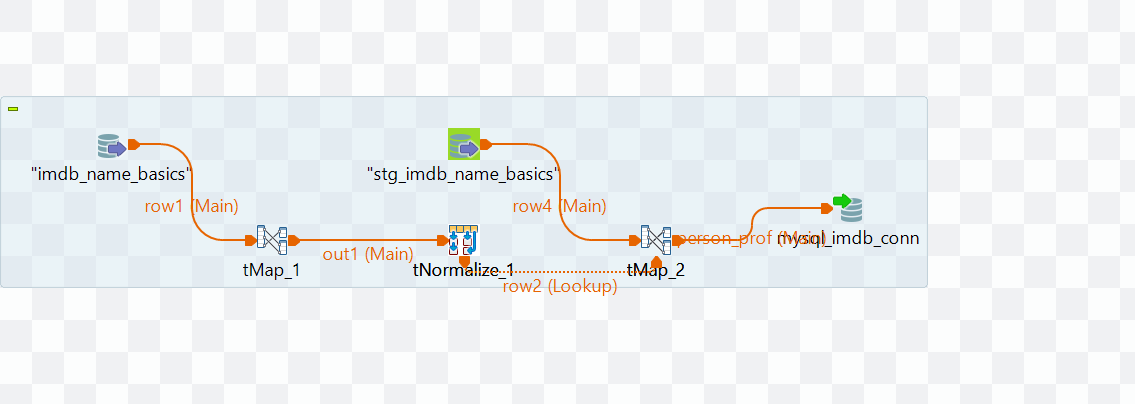 "imdb_name_basics"
"stg_imdb_name_basics"
row1 (Main)
row4 (Main)
person_prof (Main)
mysql_imdb_conn
out1 (Main)
tMap_1
tNormalize_1
tMap_2
row2 (Lookup)